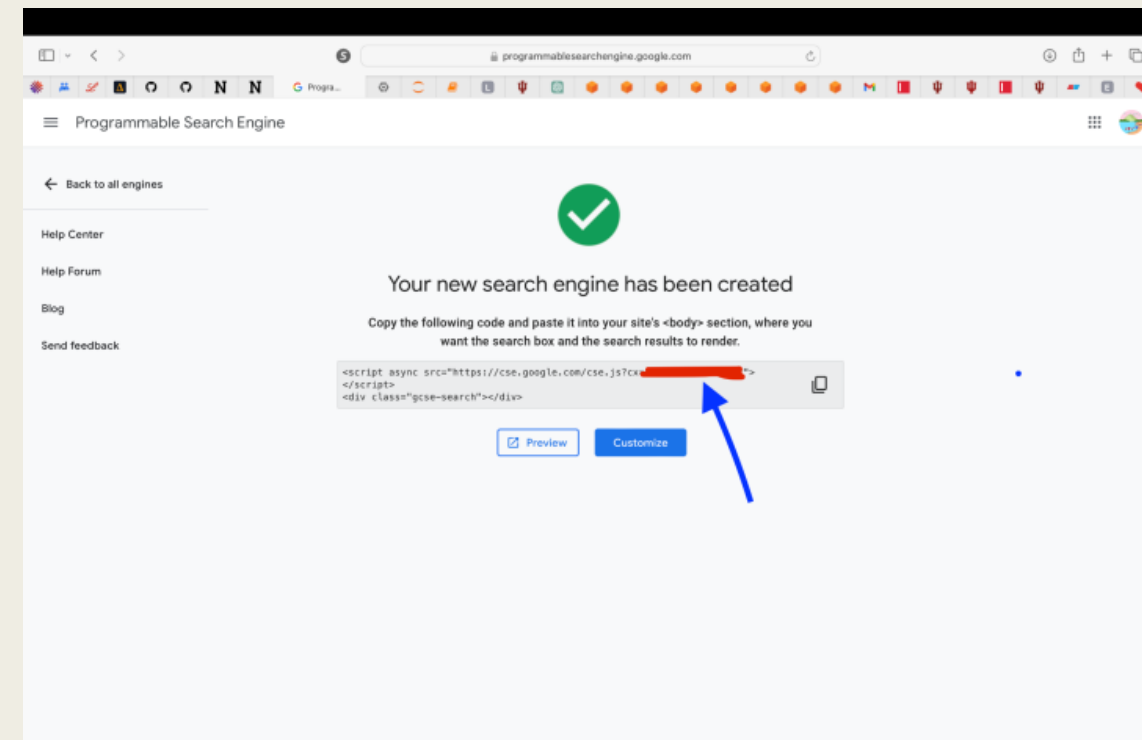 programmablesearchengine.google.com
N N G Progra...
Programmable Search Engine
Back to all engines
Help Center
Help Forum
Blog
Send feedback
Your new search engine has been created
Copy the following code and paste it into your site's <body> section, where you
want the search box and the search results to render.
<script async src="https://cse.google.com/cse.js?cx ">
</script>
<div class="gcse-search"></div>
Preview Customize